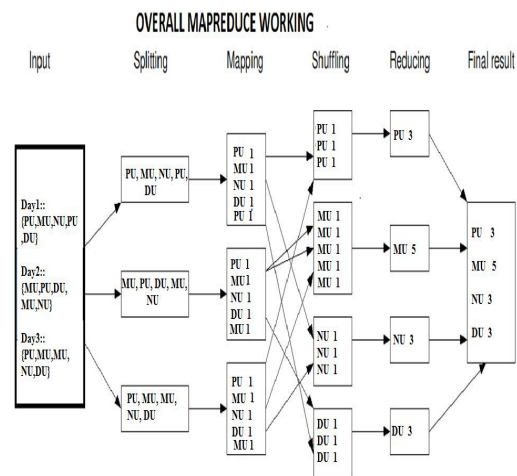 OVERALL MAPREDUCE WORKING
Input
Splitting
Mapping
Shuffling
Reducing
Final result
Day1::
{PU,MU,NU,PU
,DU}
Day2::
{MU,PU,DU,
MU,NU}
Day3::
{PU,MU,MU,
NU,DU}
PU, MU, NU, PU,
DU
MU, PU, DU, MU,
NU
PU, MU, MU,
NU, DU
PU 1
MU 1
NU 1
DU 1
PU 1
PU 1
MU 1
NU 1
DU 1
MU 1
PU 1
MU 1
NU 1
DU 1
MU 1
PU 1
PU 1
PU 1
MU 1
MU 1
MU 1
MU 1
MU 1
NU 1
NU 1
NU 1
DU 1
DU 1
DU 1
PU 3
MU 5
NU 3
DU 3
PU 3
MU 5
NU 3
DU 3